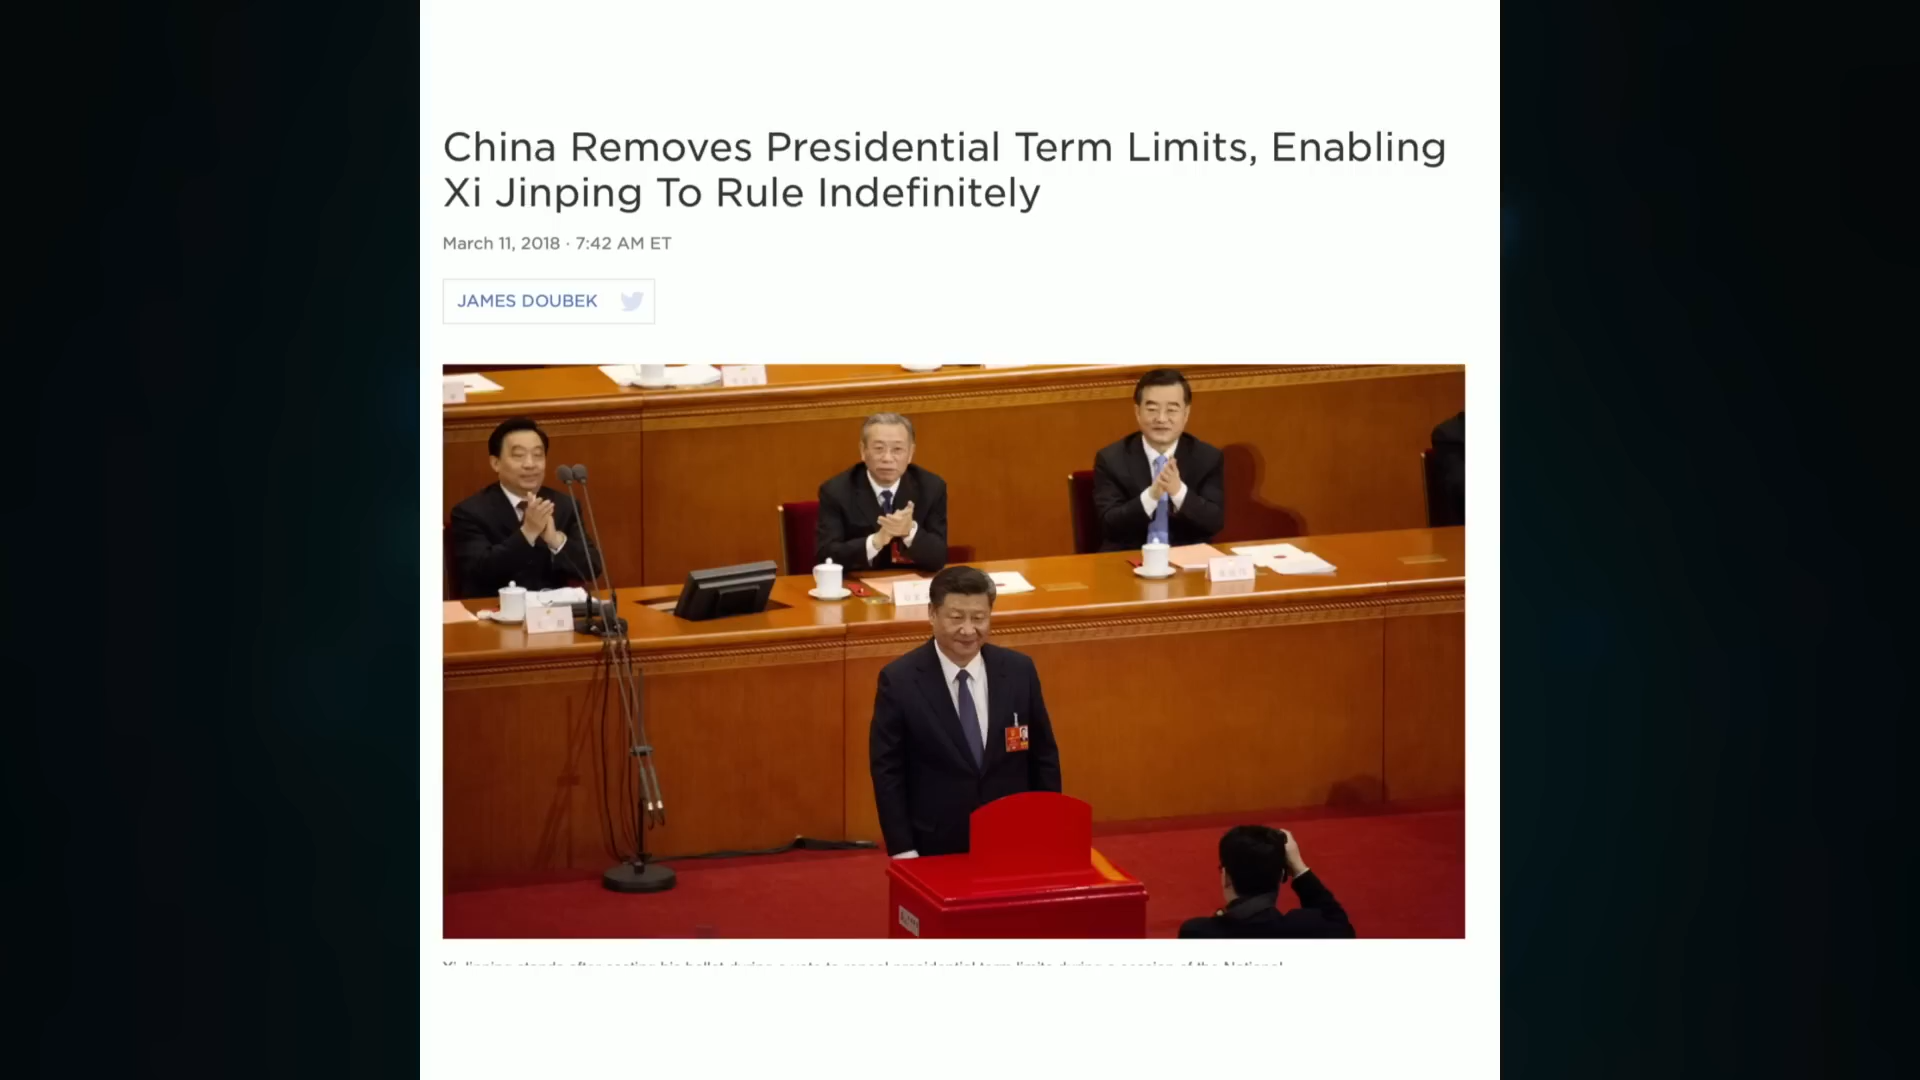 China Removes Presidential Term Limits, Enabling
Xi Jinping To Rule Indefinitely
March 11, 2018 · 7:42 AM ET
JAMES DOUBEK